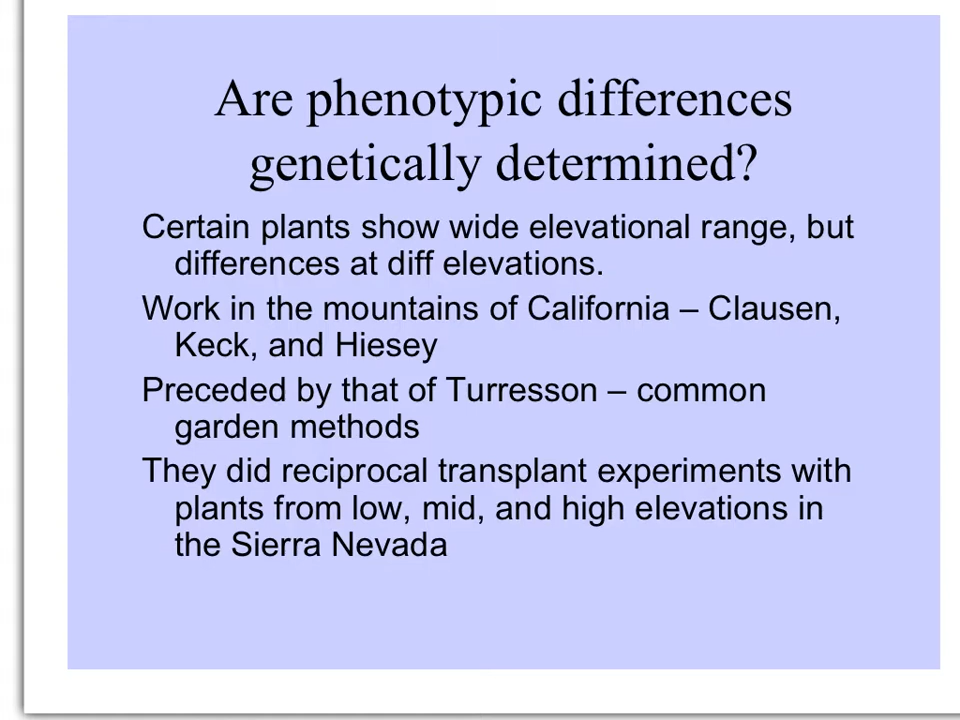 Are phenotypic differences
genetically determined?
Certain plants show wide elevational range, but
differences at diff elevations.
Work in the mountains of California – Clausen,
Keck, and Hiesey
Preceded by that of Turresson – common
garden methods
They did reciprocal transplant experiments with
plants from low, mid, and high elevations in
the Sierra Nevada